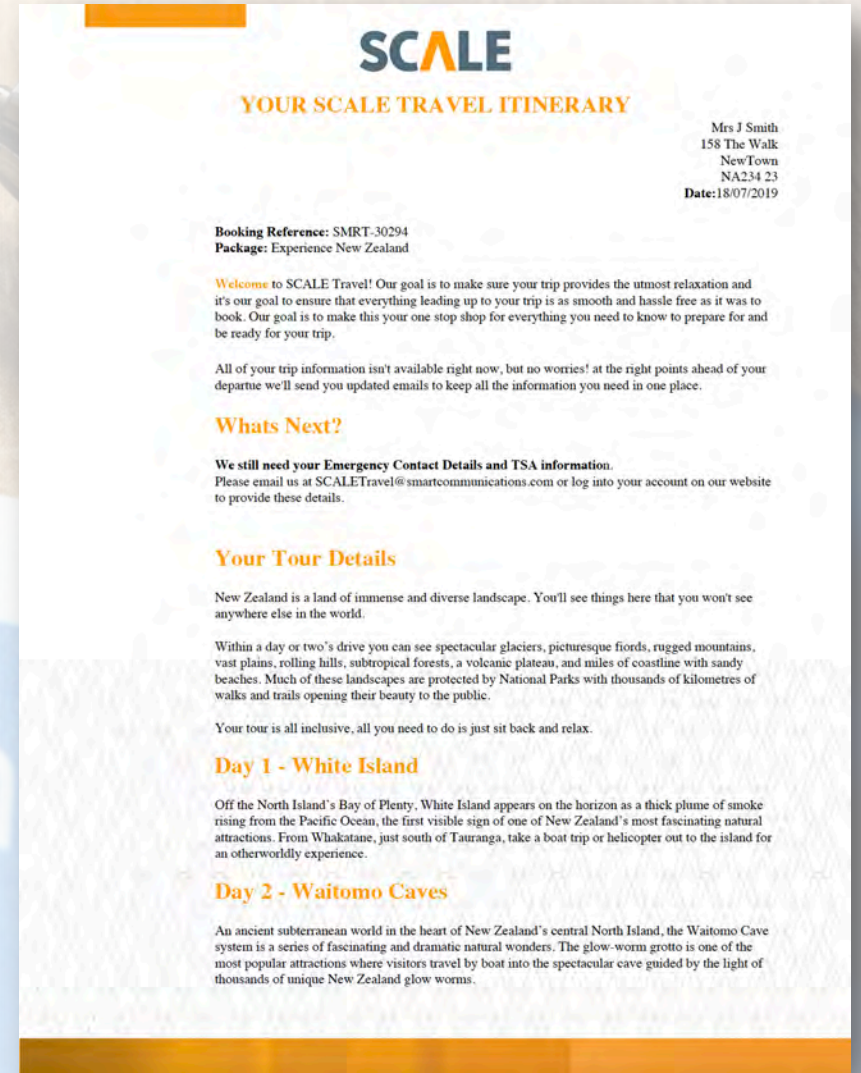 SCALE
YOUR SCALE TRAVEL ITINERARY
Mrs J Smith
158 The Walk
NewTown
NA234 23
Date:18/07/2019
Booking Reference: SMRT-30294
Package: Experience New Zealand
Welcome to SCALE Travel! Our goal is to make sure your trip provides the utmost relaxation and
it's our goal to ensure that everything leading up to your trip is as smooth and hassle free as it was to
book. Our goal is to make this your one stop shop for everything you need to know to prepare for and
be ready for your trip.
All of your trip information isn't available right now, but no worries! at the right points ahead of your
departue we'll send you updated emails to keep all the information you need in one place.
Whats Next?
We still need your Emergency Contact Details and TSA information.
Please email us at SCALETravel@smartcommunications.com or log into your account on our website
to provide these details.
Your Tour Details
New Zealand is a land of immense and diverse landscape. You'll see things here that you won't see
anywhere else in the world.
Within a day or two's drive you can see spectacular glaciers, picturesque fiords, rugged mountains,
vast plains, rolling hills, subtropical forests, a volcanic plateau, and miles of coastline with sandy
beaches. Much of these landscapes are protected by National Parks with thousands of kilometres of
walks and trails opening their beauty to the public.
Your tour is all inclusive, all you need to do is just sit back and relax.
Day 1 - White Island
Off the North Island's Bay of Plenty, White Island appears on the horizon as a thick plume of smoke
rising from the Pacific Ocean, the first visible sign of one of New Zealand's most fascinating natural
attractions. From Whakatane, just south of Tauranga, take a boat trip or helicopter out to the island for
an otherworldly experience.
Day 2 - Waitomo Caves
An ancient subterranean world in the heart of New Zealand's central North Island, the Waitomo Cave
system is a series of fascinating and dramatic natural wonders. The glow-worm grotto is one of the
most popular attractions where visitors travel by boat into the spectacular cave guided by the light of
thousands of unique New Zealand glow worms.